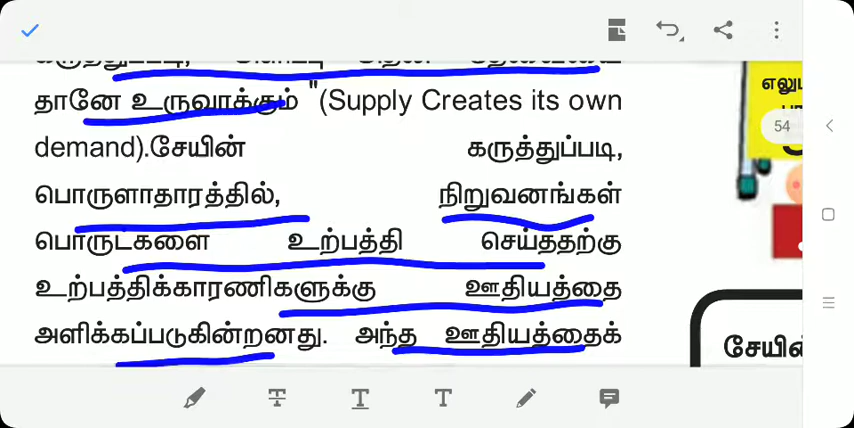 தானே உருவாக்கும் "(Supply Creates its own
demand).சேயின் கருத்துப்படி,
பொருளாதாரத்தில், நிறுவனங்கள்
பொருட்களை உற்பத்தி செய்ததற்கு
உற்பத்திக்காரணிகளுக்கு ஊதியத்தை
அளிக்கப்படுகின்றனது. அந்த ஊதியத்தைக்
54